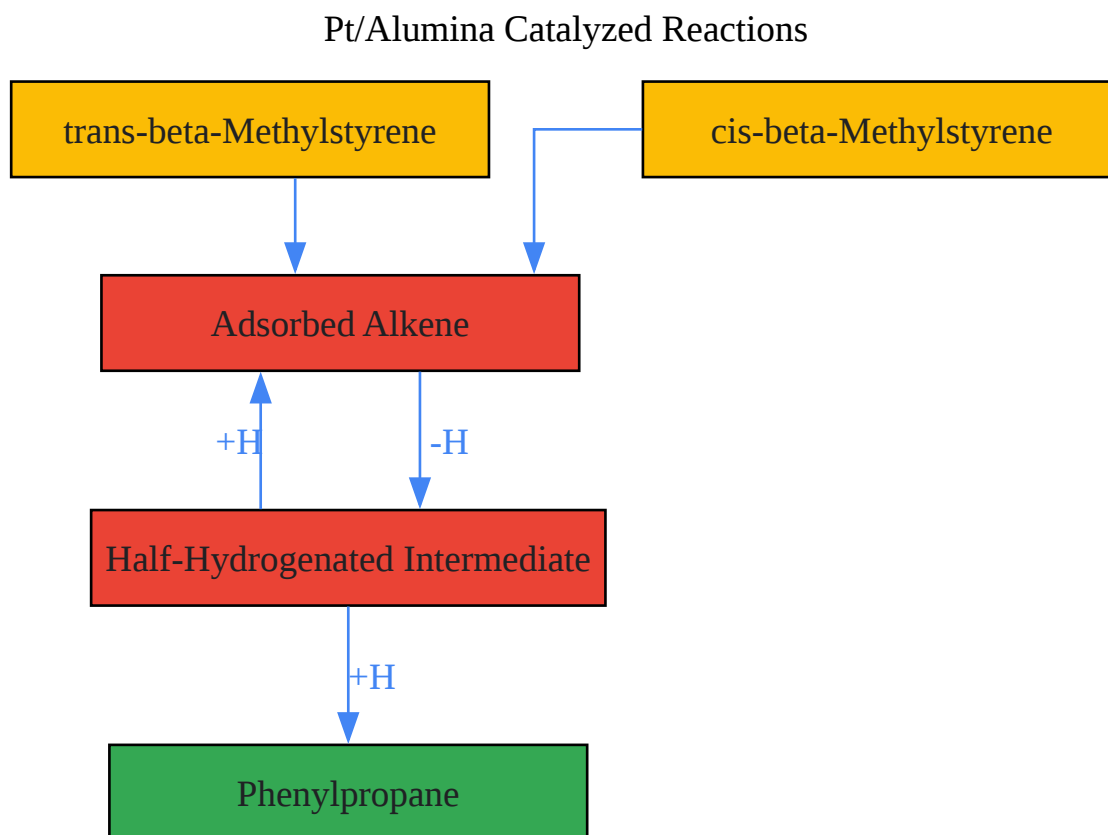 Pt/Alumina Catalyzed Reactions
trans-beta-Methylstyrene
cis-beta-Methylstyrene
Adsorbed Alkene
+H
-H
Half-Hydrogenated Intermediate
+H
Phenylpropane